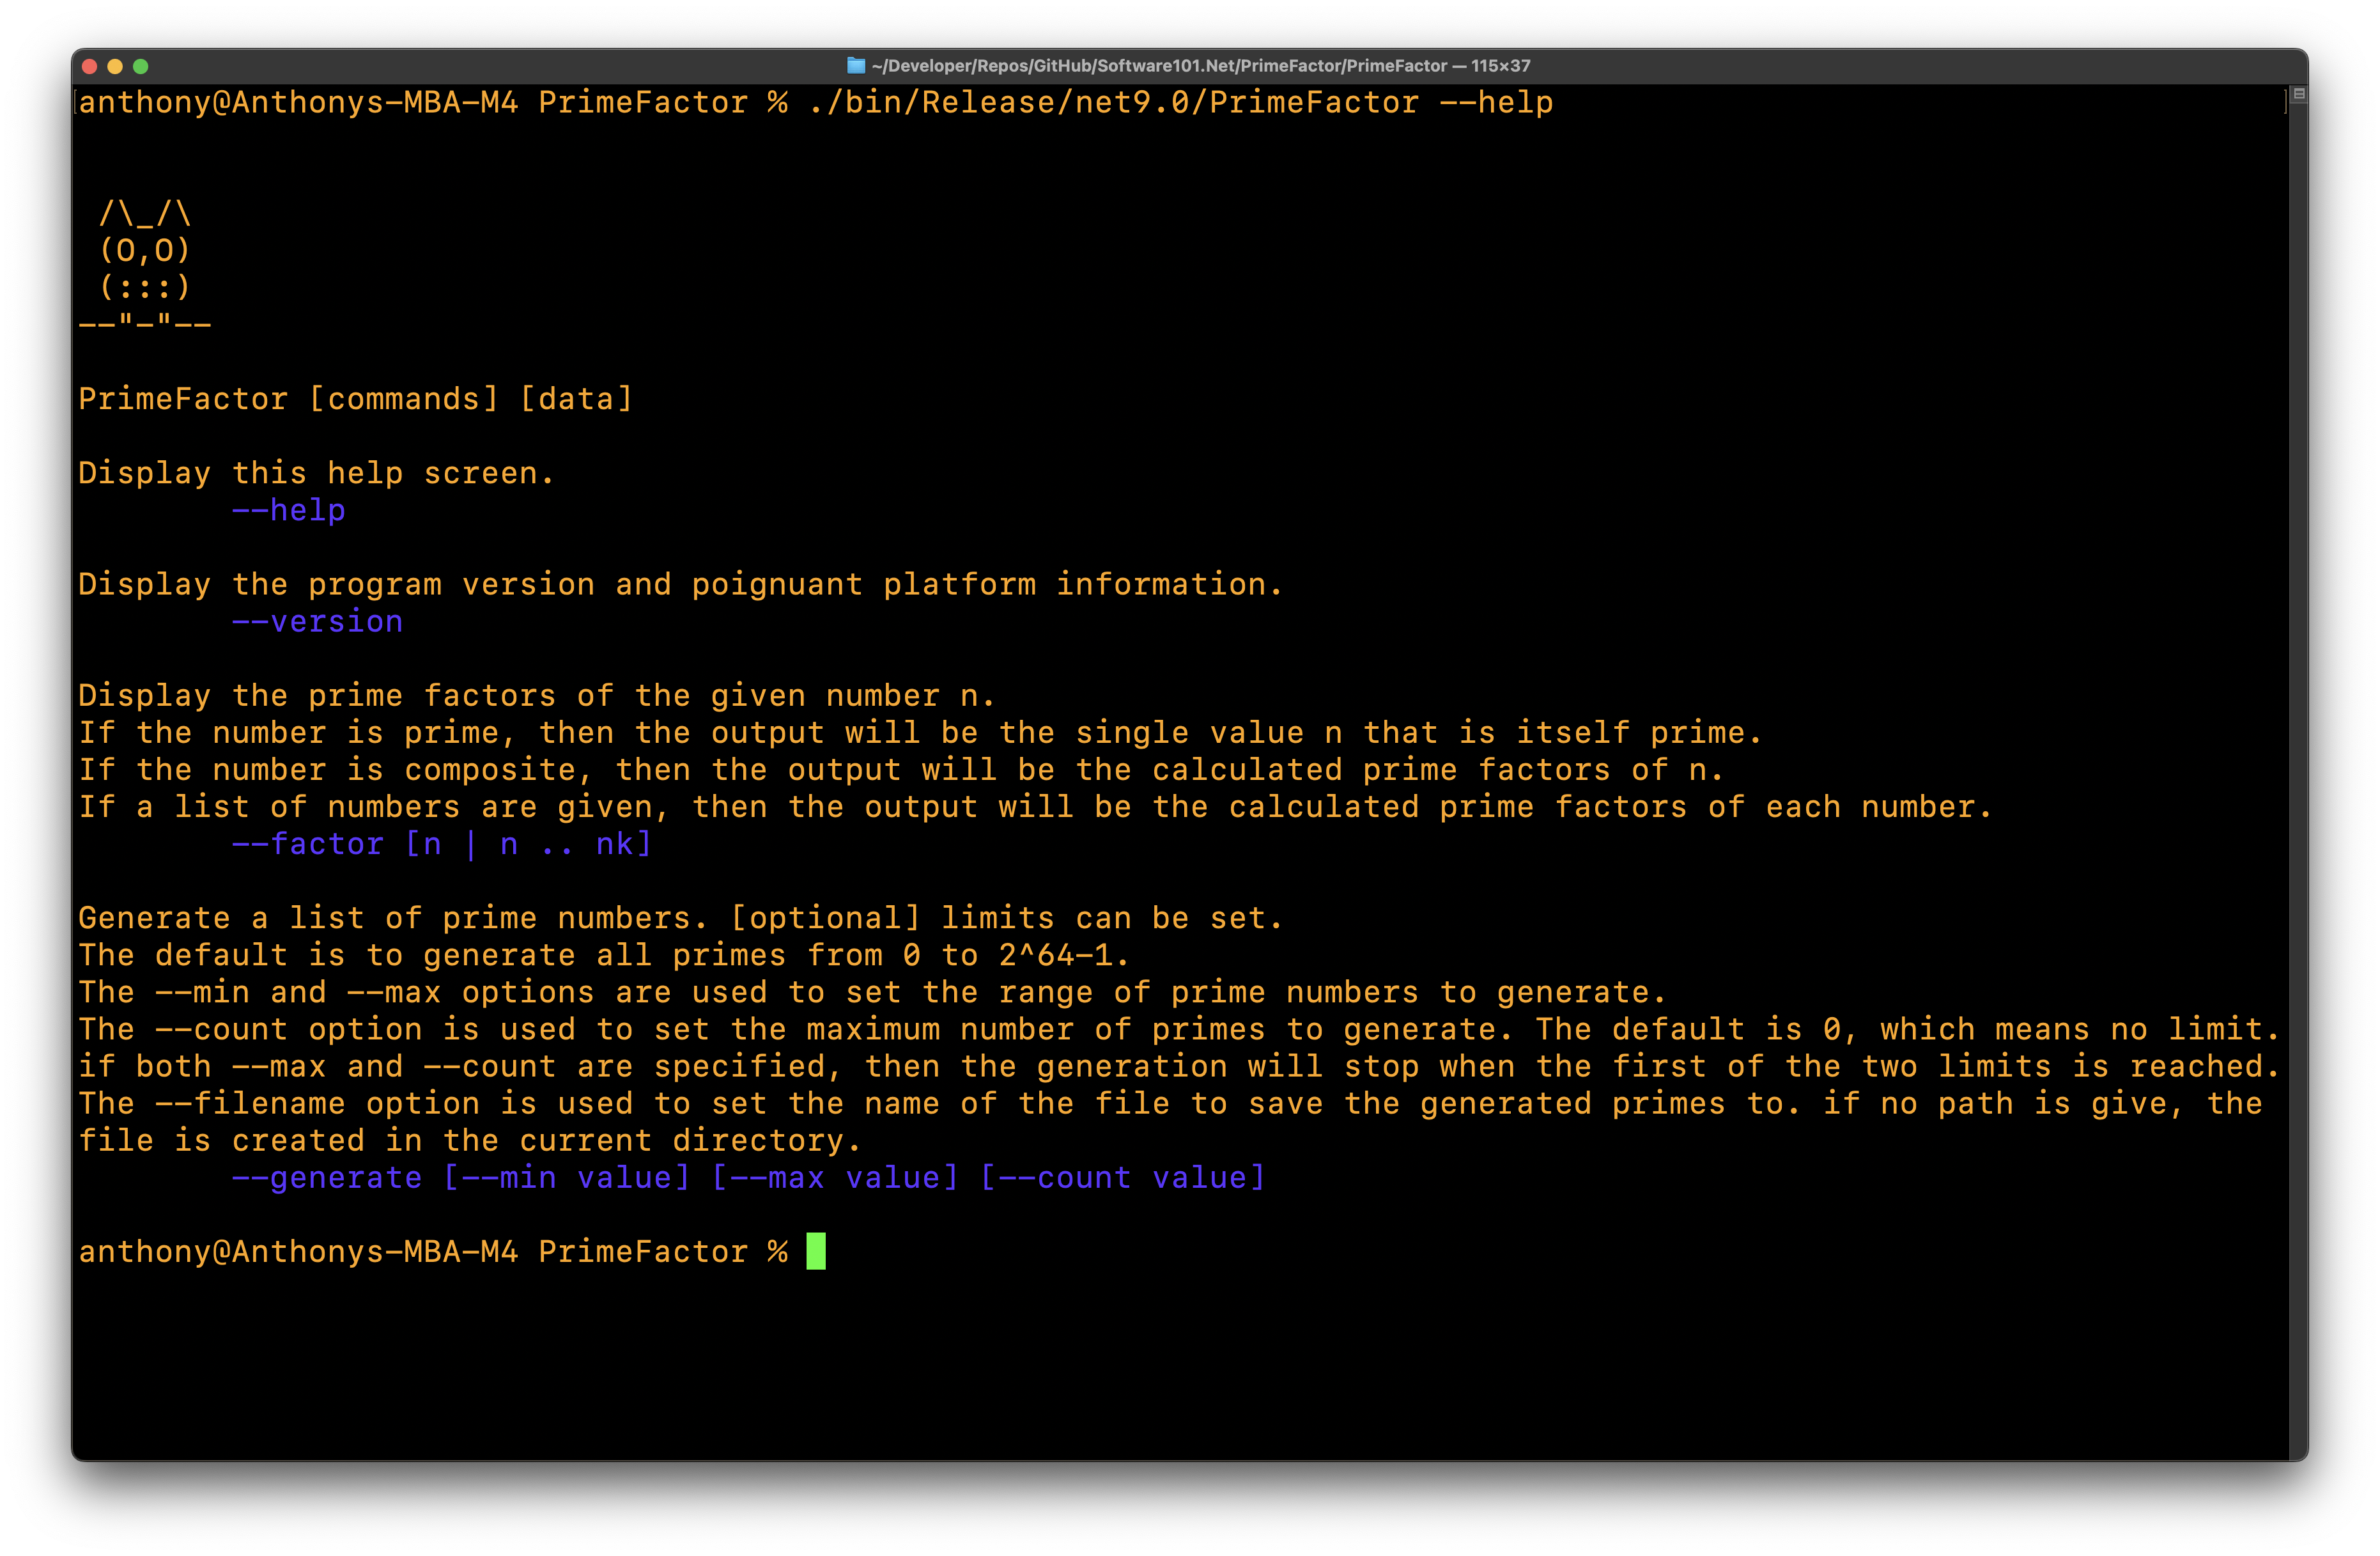 ~/Developer/Repos/GitHub/Software101.Net/PrimeFactor/PrimeFactor — 115×37
anthony@Anthonys-MBA-M4 PrimeFactor % ./bin/Release/net9.0/PrimeFactor --help
 /\_/\
 (O,O)
 (:::)
--"-"--
PrimeFactor [commands] [data]
Display this help screen.
        --help
Display the program version and poignuant platform information.
        --version
Display the prime factors of the given number n.
If the number is prime, then the output will be the single value n that is itself prime.
If the number is composite, then the output will be the calculated prime factors of n.
If a list of numbers are given, then the output will be the calculated prime factors of each number.
        --factor [n | n .. nk]
Generate a list of prime numbers. [optional] limits can be set.
The default is to generate all primes from 0 to 2^64-1.
The --min and --max options are used to set the range of prime numbers to generate.
The --count option is used to set the maximum number of primes to generate. The default is 0, which means no limit.
if both --max and --count are specified, then the generation will stop when the first of the two limits is reached.
The --filename option is used to set the name of the file to save the generated primes to. if no path is give, the
file is created in the current directory.
        --generate [--min value] [--max value] [--count value]
anthony@Anthonys-MBA-M4 PrimeFactor %